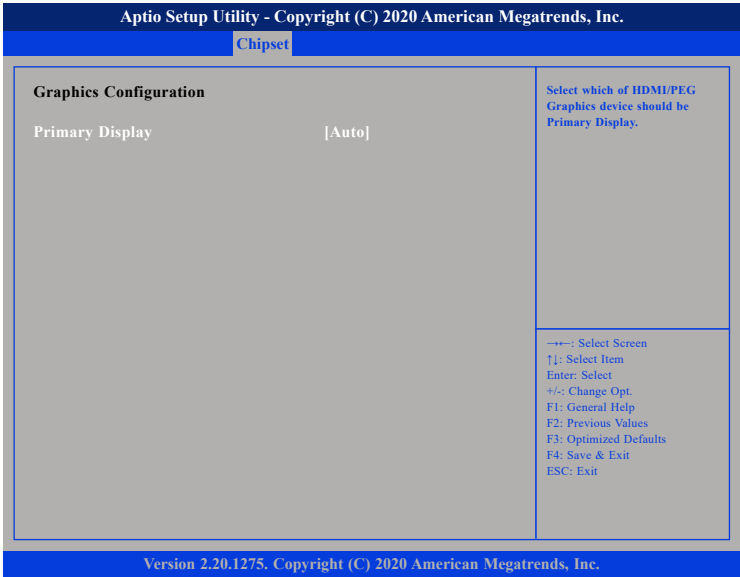 Aptio Setup Utility - Copyright (C) 2020 American Megatrends, Inc.
Chipset
Graphics Configuration
Primary Display [Auto]
Select which of HDMI/PEG
Graphics device should be
Primary Display.
→←: Select Screen
↑↓: Select Item
Enter: Select
+/-: Change Opt.
F1: General Help
F2: Previous Values
F3: Optimized Defaults
F4: Save & Exit
ESC: Exit
Version 2.20.1275. Copyright (C) 2020 American Megatrends, Inc.